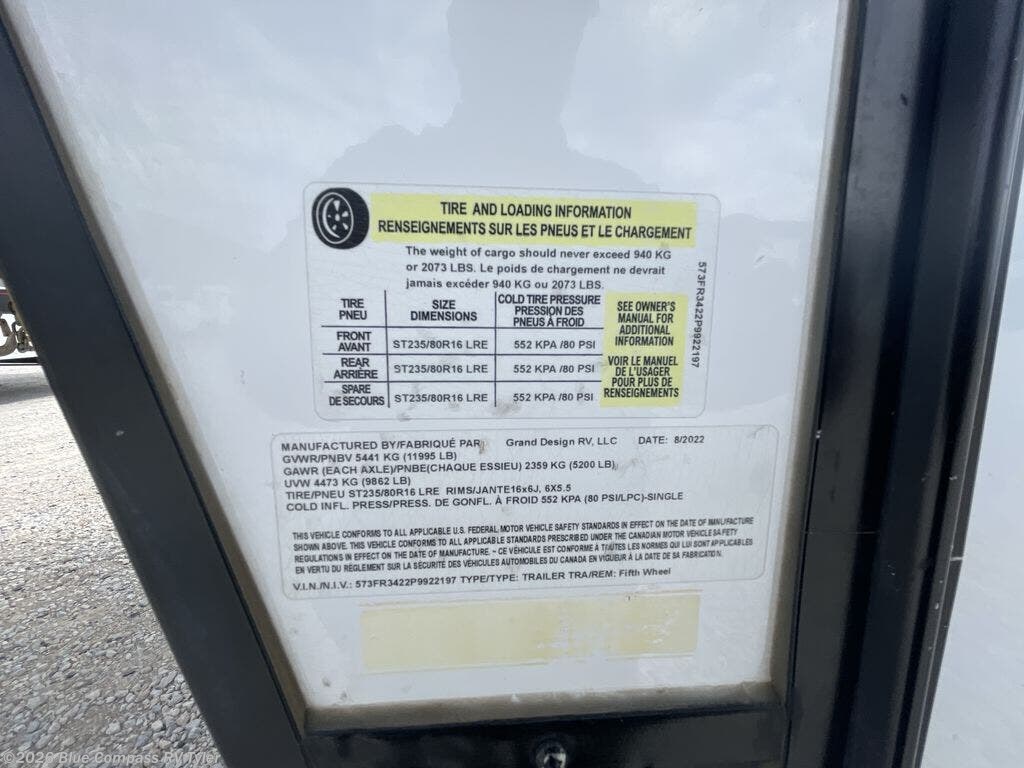 TIRE AND LOADING INFORMATION
RENSEIGNEMENTS SUR LES PNEUS ET LE CHARGEMENT
The weight of cargo should never exceed 940 KG
or 2073 LBS. Le poids de chargement ne devrait
jamais excéder 940 KG ou 2073 LBS.
TIRE PNEU SIZE DIMENSIONS COLD TIRE PRESSURE PRESSION DES PNEUS À FROID
FRONT AVANT ST235/80R16 LRE 552 KPA /80 PSI
REAR ARRIÈRE ST235/80R16 LRE 552 KPA /80 PSI
SPARE DE SECOURS ST235/80R16 LRE 552 KPA /80 PSI
SEE OWNER'S
MANUAL FOR
ADDITIONAL
INFORMATION
VOIR LE MANUEL
DE L'USAGER
POUR PLUS DE
RENSEIGNEMENTS
573FR3422P9922197
MANUFACTURED BY/FABRIQUÉ PAR Grand Design RV, LLC DATE: 8/2022
GVWR/PNBV 5441 KG (11995 LB)
GAWR (EACH AXLE)/PNBE(CHAQUE ESSIEU) 2359 KG (5200 LB)
UVW 4473 KG (9862 LB)
TIRE/PNEU ST235/80R16 LRE RIMS/JANTE16x6J, 6X5.5
COLD INFL. PRESS/PRESS. DE GONFL. À FROID 552 KPA (80 PSI/LPC)-SINGLE
THIS VEHICLE CONFORMS TO ALL APPLICABLE U.S. FEDERAL MOTOR VEHICLE SAFETY STANDARDS IN EFFECT ON THE DATE OF
SHOWN ABOVE. THIS VEHICLE CONFORMS TO ALL APPLICABLE STANDARDS PRESCRIBED UNDER THE CANADIAN MOTOR VEHICLE SAFETY
REGULATIONS IN EFFECT ON THE DATE OF MANUFACTURE. - CE VÉHICULE EST CONFORME À TOUTES LES NORMES QUI LUI SONT APPLICABLES
EN VERTU DU RÈGLEMENT SUR LA SÉCURITÉ DES VÉHICULES AUTOMOBILES DU CANADA EN VIGUEUR À LA DATE DE SA FABRICATION.
V.I.N./N.I.V.: 573FR3422P9922197 TYPE/TYPE: TRAILER TRA/REM: Fifth Wheel
©2026 Blue Compass RV Tyler